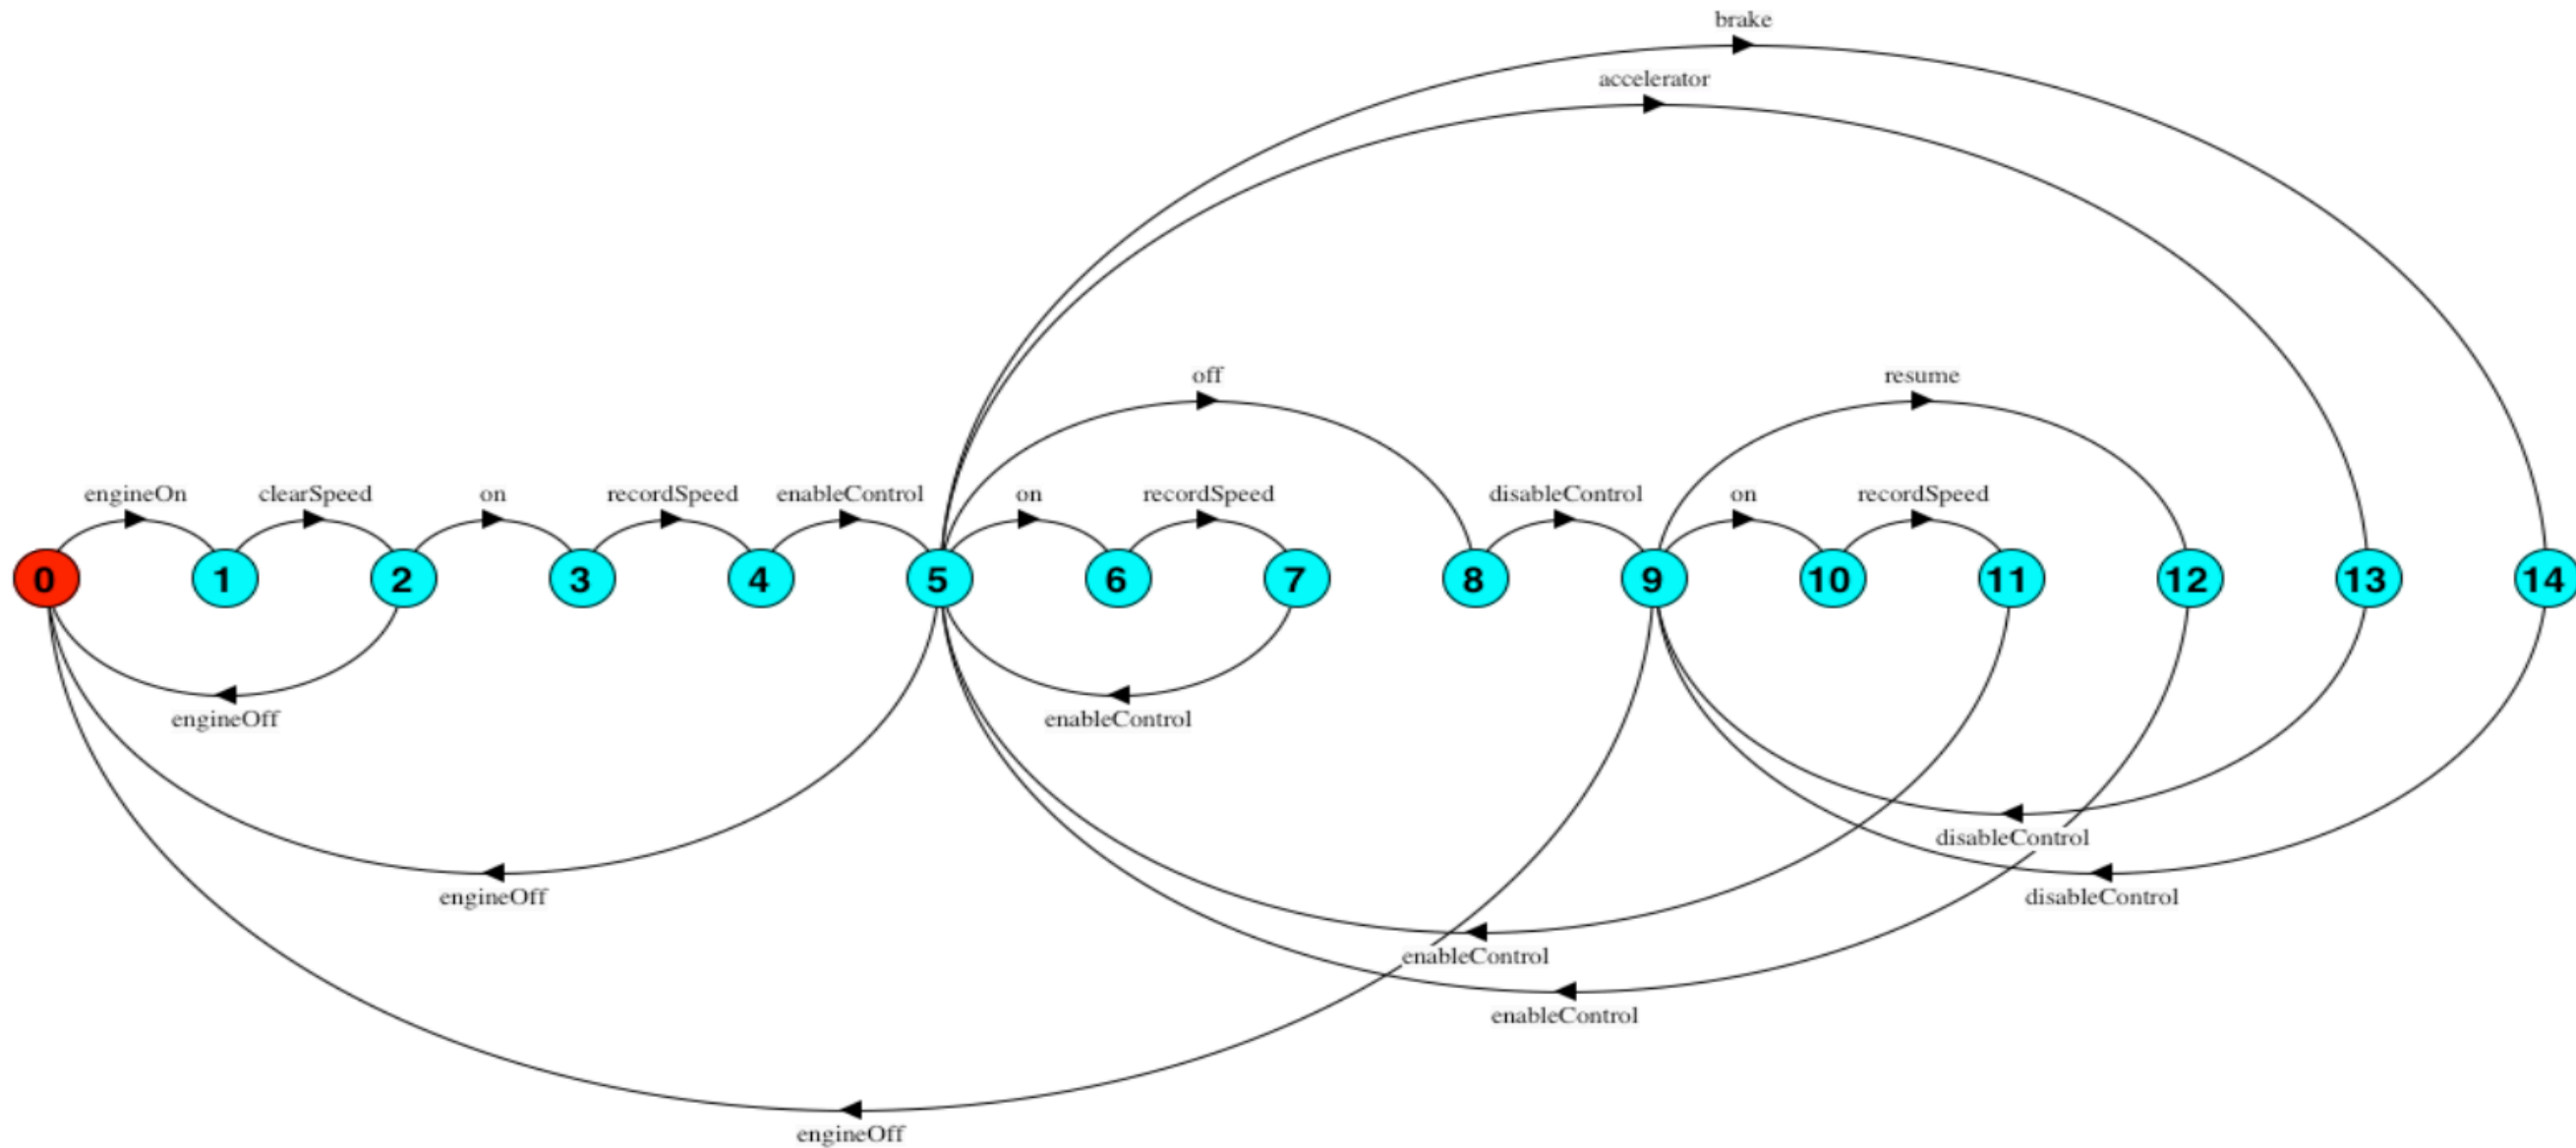 brake
accelerator
off
resume
engineOn
clearSpeed
on
recordSpeed
enableControl
on
recordSpeed
disableControl
on
recordSpeed
0
1
2
3
4
5
6
7
8
9
10
11
12
13
14
engineOff
enableControl
disableControl
engineOff
disableControl
enableControl
enableControl
engineOff